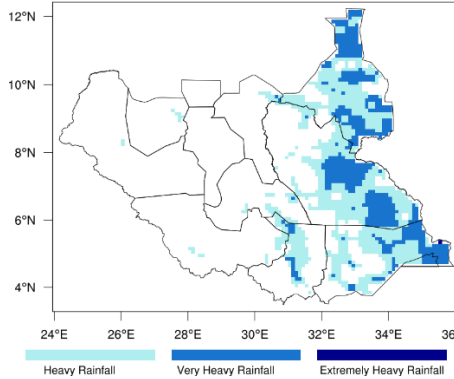 12°N
10°N
8°N
6°N
4°N
24°E 26°E 28°E 30°E 32°E 34°E 36
Heavy Rainfall Very Heavy Rainfall Extremely Heavy Rainfall